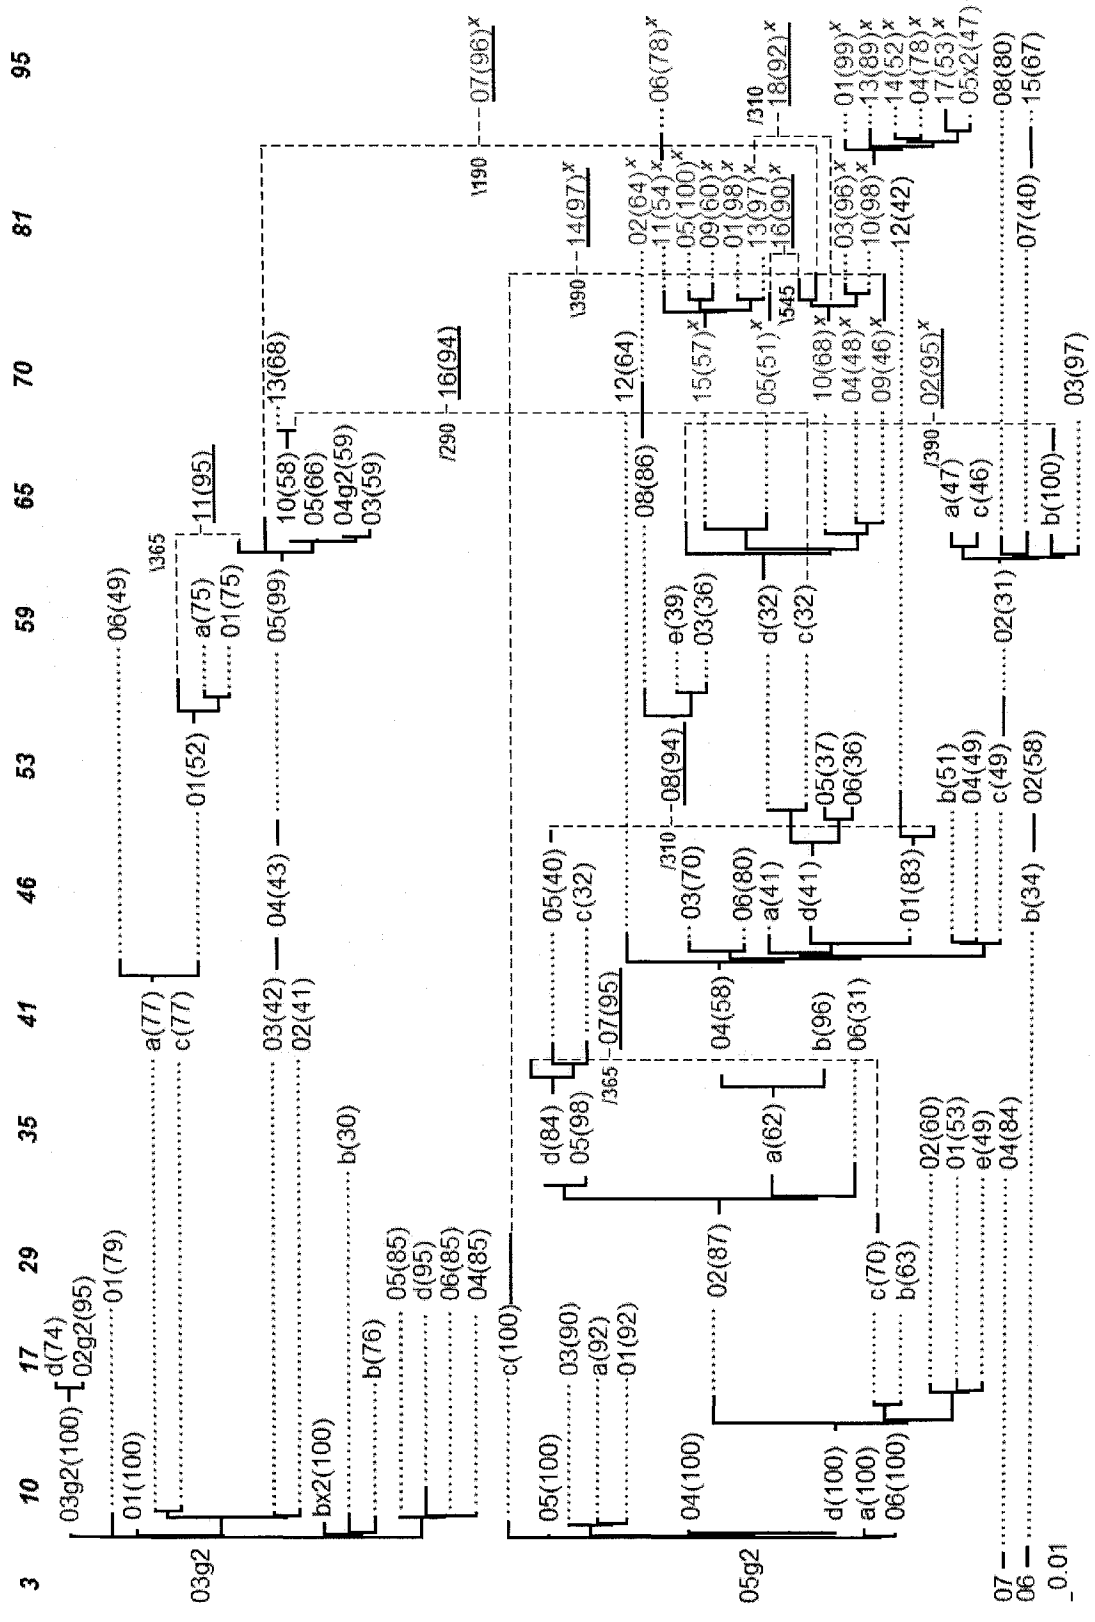 3 10 17 29 35 41 46 53 59 65 70 81 95
03g2
05g2
07
06
_0.01
03g2(100)
01(100)
bx2(100)
05(100)
04(100)
d(100)
a(100)
06(100)
d(74)
02g2(95)
b(76)
c(100)
03(90)
a(92)
01(92)
01(79)
05(85)
d(95)
06(85)
04(85)
02(87)
c(70)
b(63)
b(30)
d(84)
05(98)
a(62)
02(60)
01(53)
e(49)
04(84)
a(77)
c(77)
03(42)
02(41)
/365
07(95)
04(58)
b(96)
06(31)
04(43)
05(40)
c(32)
03(70)
06(80)
a(41)
d(41)
01(83)
b(34)
01(52)
/310
08(94)
05(37)
06(36)
b(51)
04(49)
c(49)
02(58)
06(49)
a(75)
01(75)
05(99)
e(39)
03(36)
d(32)
c(32)
02(31)
\365
11(95)
10(58)
05(66)
04g2(59)
03(59)
08(86)
a(47)
c(46)
b(100)
13(68)
/290
16(94)
12(64)
15(57)x
05(51)x
10(68)x
04(48)x
09(46)x
/390
02(95)x
03(97)
\390
14(97)x
02(64)x
11(54)x
05(100)x
09(60)x
01(98)x
13(97)x
\545
16(90)x
03(96)x
10(98)x
12(42)
07(40)
\190
07(96)x
06(78)x
/310
18(92)x
01(99)x
13(89)x
14(52)x
04(78)x
17(53)x
05x2(47)
08(80)
15(67)